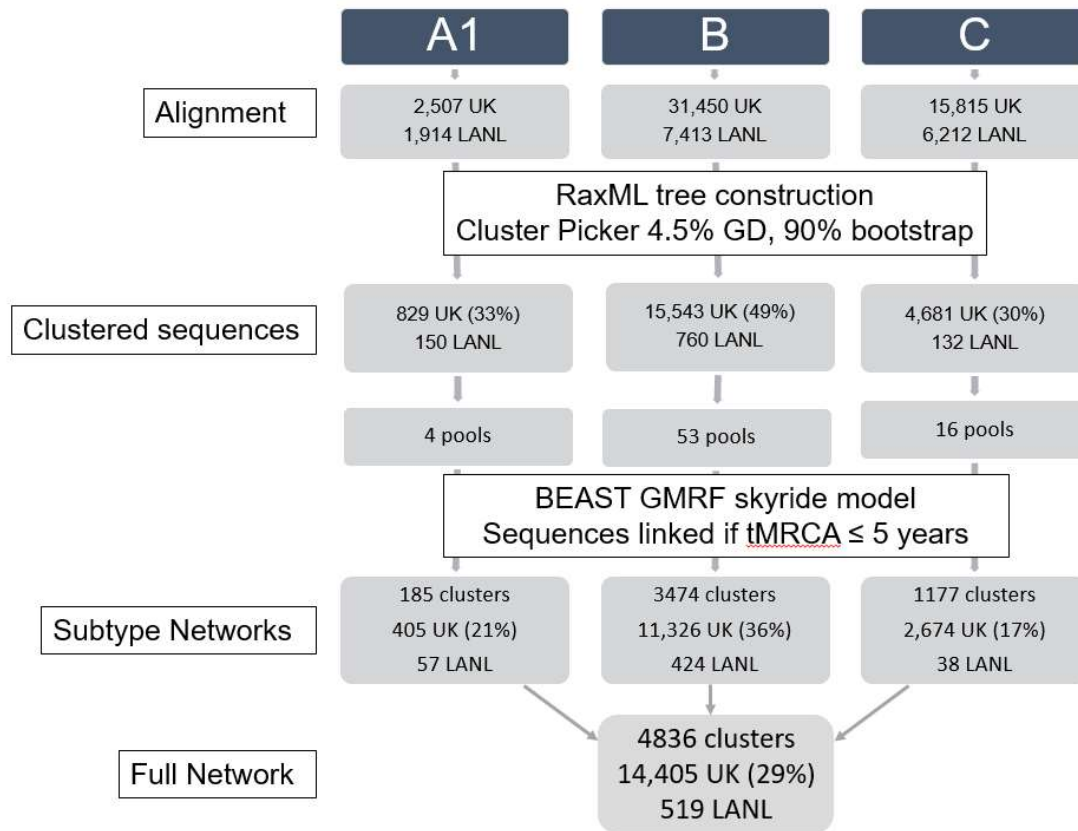 A1
B
C
Alignment
2,507 UK
1,914 LANL
31,450 UK
7,413 LANL
15,815 UK
6,212 LANL
RaxML tree construction
Cluster Picker 4.5% GD, 90% bootstrap
Clustered sequences
829 UK (33%)
150 LANL
15,543 UK (49%)
760 LANL
4,681 UK (30%)
132 LANL
4 pools
53 pools
16 pools
BEAST GMRF skyride model
Sequences linked if tMRCA ≤ 5 years
Subtype Networks
185 clusters
405 UK (21%)
57 LANL
3474 clusters
11,326 UK (36%)
424 LANL
1177 clusters
2,674 UK (17%)
38 LANL
Full Network
4836 clusters
14,405 UK (29%)
519 LANL